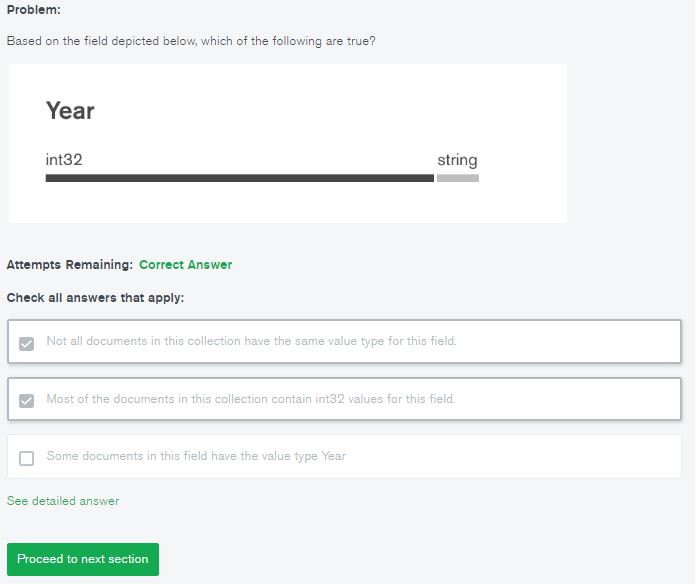 Problem:
Based on the field depicted below, which of the following are true?
Year
int32 string
Attempts Remaining: Correct Answer
Check all answers that apply:
Not all documents in this collection have the same value type for this field.
Most of the documents in this collection contain int32 values for this field.
Some documents in this field have the value type Year
See detailed answer
Proceed to next section